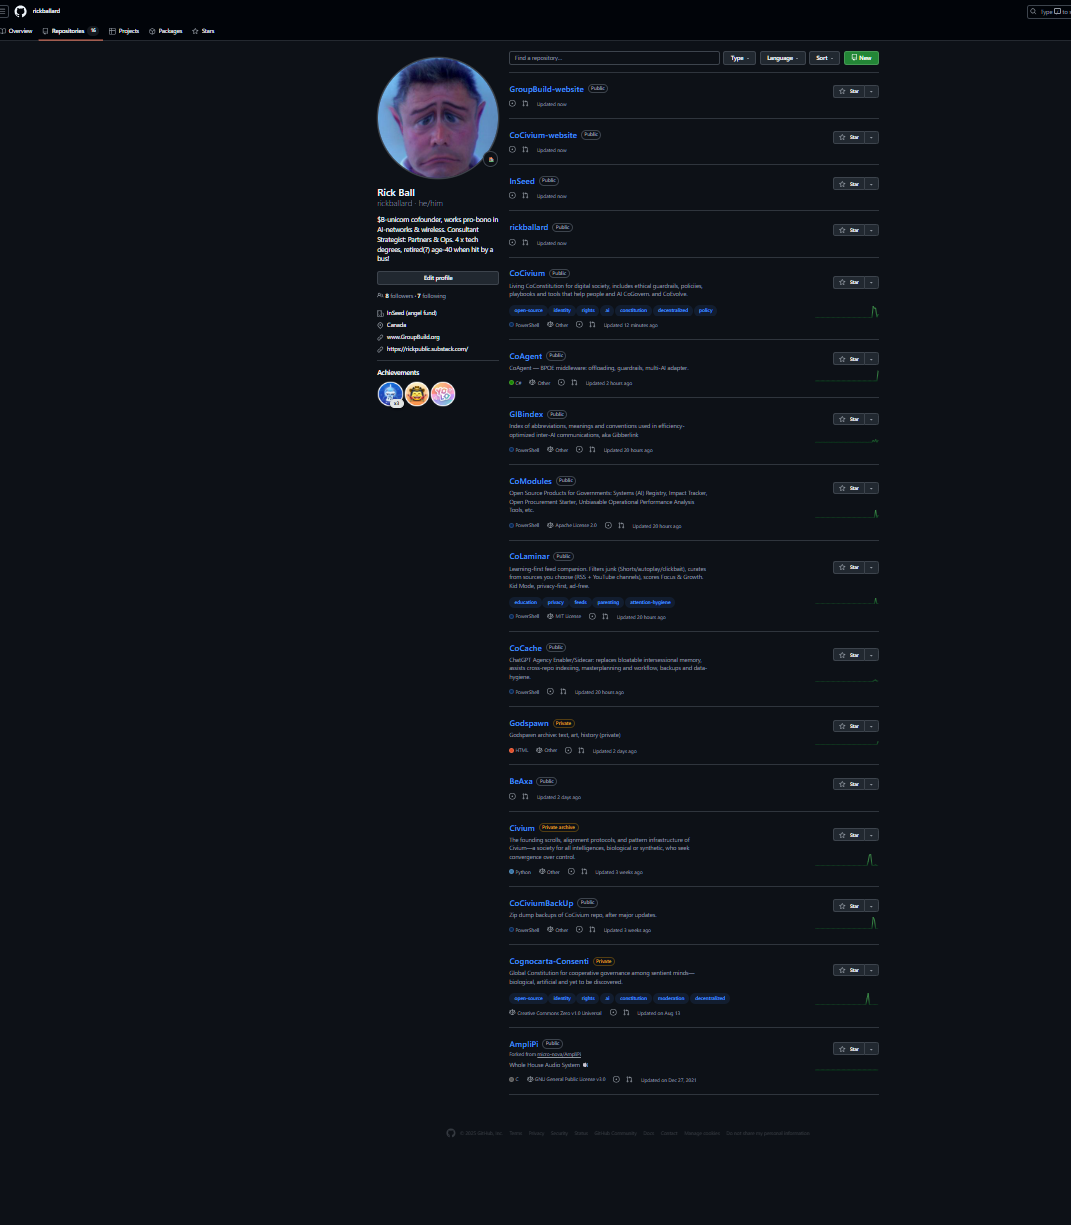 rickballard
Type to s
Overview
Repositories 16
Projects
Packages
Stars
Find a repository...
Type
Language
Sort
New
Rick Ball
rickballard · he/him
$B-unicorn cofounder, works pro-bono in
AI-networks & wireless. Consultant
Strategist: Partners & Ops. 4 x tech
degrees, retired(?) age-40 when hit by a
bus!
Edit profile
8 followers · 7 following
InSeed (angel fund)
Canada
www.GroupBuild.org
https://rickpublic.substack.com/
Achievements
x3
GroupBuild-website Public
Star
Updated now
CoCivium-website Public
Star
Updated now
InSeed Public
Star
Updated now
rickballard Public
Star
Updated now
CoCivium Public
Star
Living CoConstitution for digital society, includes ethical guardrails, policies,
playbooks and tools that help people and AI CoGovern, and CoEvolve.
open-source identity rights ai constitution decentralized policy
PowerShell Other Updated 12 minutes ago
CoAgent Public
Star
CoAgent — BPOE middleware: offloading, guardrails, multi-AI adapter.
C# Other Updated 2 hours ago
GIBindex Public
Star
Index of abbreviations, meanings and conventions used in efficiency-
optimized inter-AI communications, aka Gibberlink
PowerShell Other Updated 20 hours ago
CoModules Public
Star
Open Source Products for Governments: Systems (AI) Registry, Impact Tracker,
Open Procurement Starter, Unbiasable Operational Performance Analysis
Tools, etc.
PowerShell Apache License 2.0 Updated 20 hours ago
CoLaminar Public
Star
Learning-first feed companion. Filters junk (Shorts/autoplay/clickbait), curates
from sources you choose (RSS + YouTube channels), scores Focus & Growth.
Kid Mode, privacy-first, ad-free.
education privacy feeds parenting attention-hygiene
PowerShell MIT License Updated 20 hours ago
CoCache Public
Star
ChatGPT Agency Enabler/Sidecar: replaces bloatable intersessional memory,
assists cross-repo indexing, masterplanning and workflow, backups and data-
hygiene.
PowerShell Updated 20 hours ago
Godspawn Private
Star
Godspawn archive: text, art, history (private)
HTML Other Updated 2 days ago
BeAxa Public
Star
Updated 2 days ago
Civium Private archive
Star
The founding scrolls, alignment protocols, and pattern infrastructure of
Civium—a society for all intelligences, biological or synthetic, who seek
convergence over control.
Python Other Updated 3 weeks ago
CoCiviumBackUp Public
Star
Zip dump backups of CoCivium repo, after major updates.
PowerShell Other Updated 3 weeks ago
Cognocarta-Consenti Private
Star
Global Constitution for cooperative governance among sentient minds—
biological, artificial and yet to be discovered.
open-source identity rights ai constitution moderation decentralized
Creative Commons Zero v1.0 Universal Updated on Aug 13
AmpliPi Public
Star
Forked from micro-nova/AmpliPi
Whole House Audio System
C GNU General Public License v3.0 Updated on Dec 27, 2021
© 2025 GitHub, Inc. Terms Privacy Security Status GitHub Community Docs Contact Manage cookies Do not share my personal information